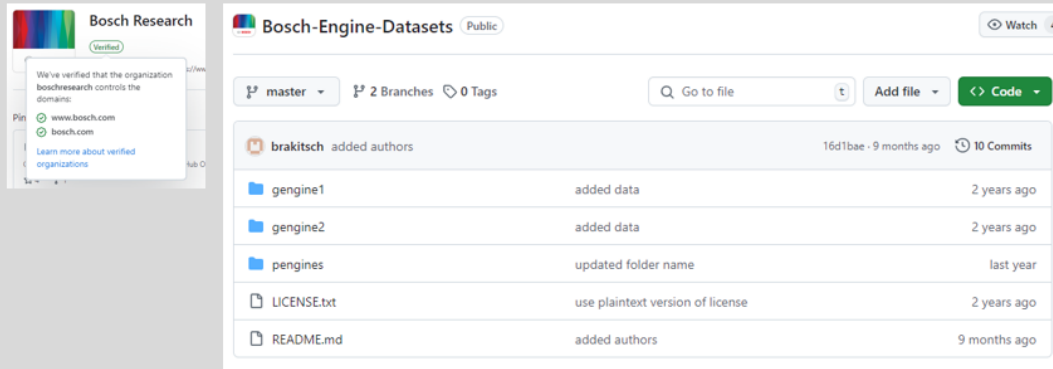 Bosch Research
Verified
We've verified that the organization
boschresearch controls the
domains:
www.bosch.com
bosch.com
Learn more about verified
organizations
Pin
Bosch-Engine-Datasets Public
Watch
master 2 Branches 0 Tags Go to file t Add file Code
brakitsch added authors 16d1bae · 9 months ago 10 Commits
gengine1 added data 2 years ago
gengine2 added data 2 years ago
pengines updated folder name last year
LICENSE.txt use plaintext version of license 2 years ago
README.md added authors 9 months ago